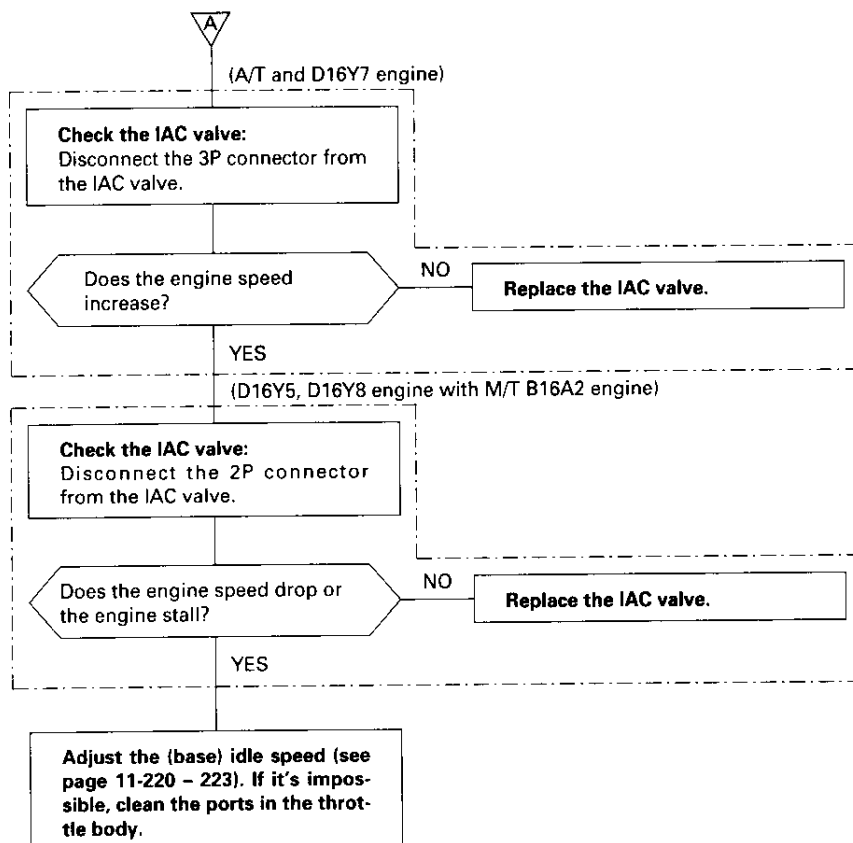 A
(A/T and D16Y7 engine)
Check the IAC valve:
Disconnect the 3P connector from
the IAC valve.
Does the engine speed
increase?
NO
Replace the IAC valve.
YES
(D16Y5, D16Y8 engine with M/T B16A2 engine)
Check the IAC valve:
Disconnect the 2P connector
from the IAC valve.
Does the engine speed drop or
the engine stall?
NO
Replace the IAC valve.
YES
Adjust the (base) idle speed (see
page 11-220 – 223). If it's impos-
sible, clean the ports in the throt-
tle body.